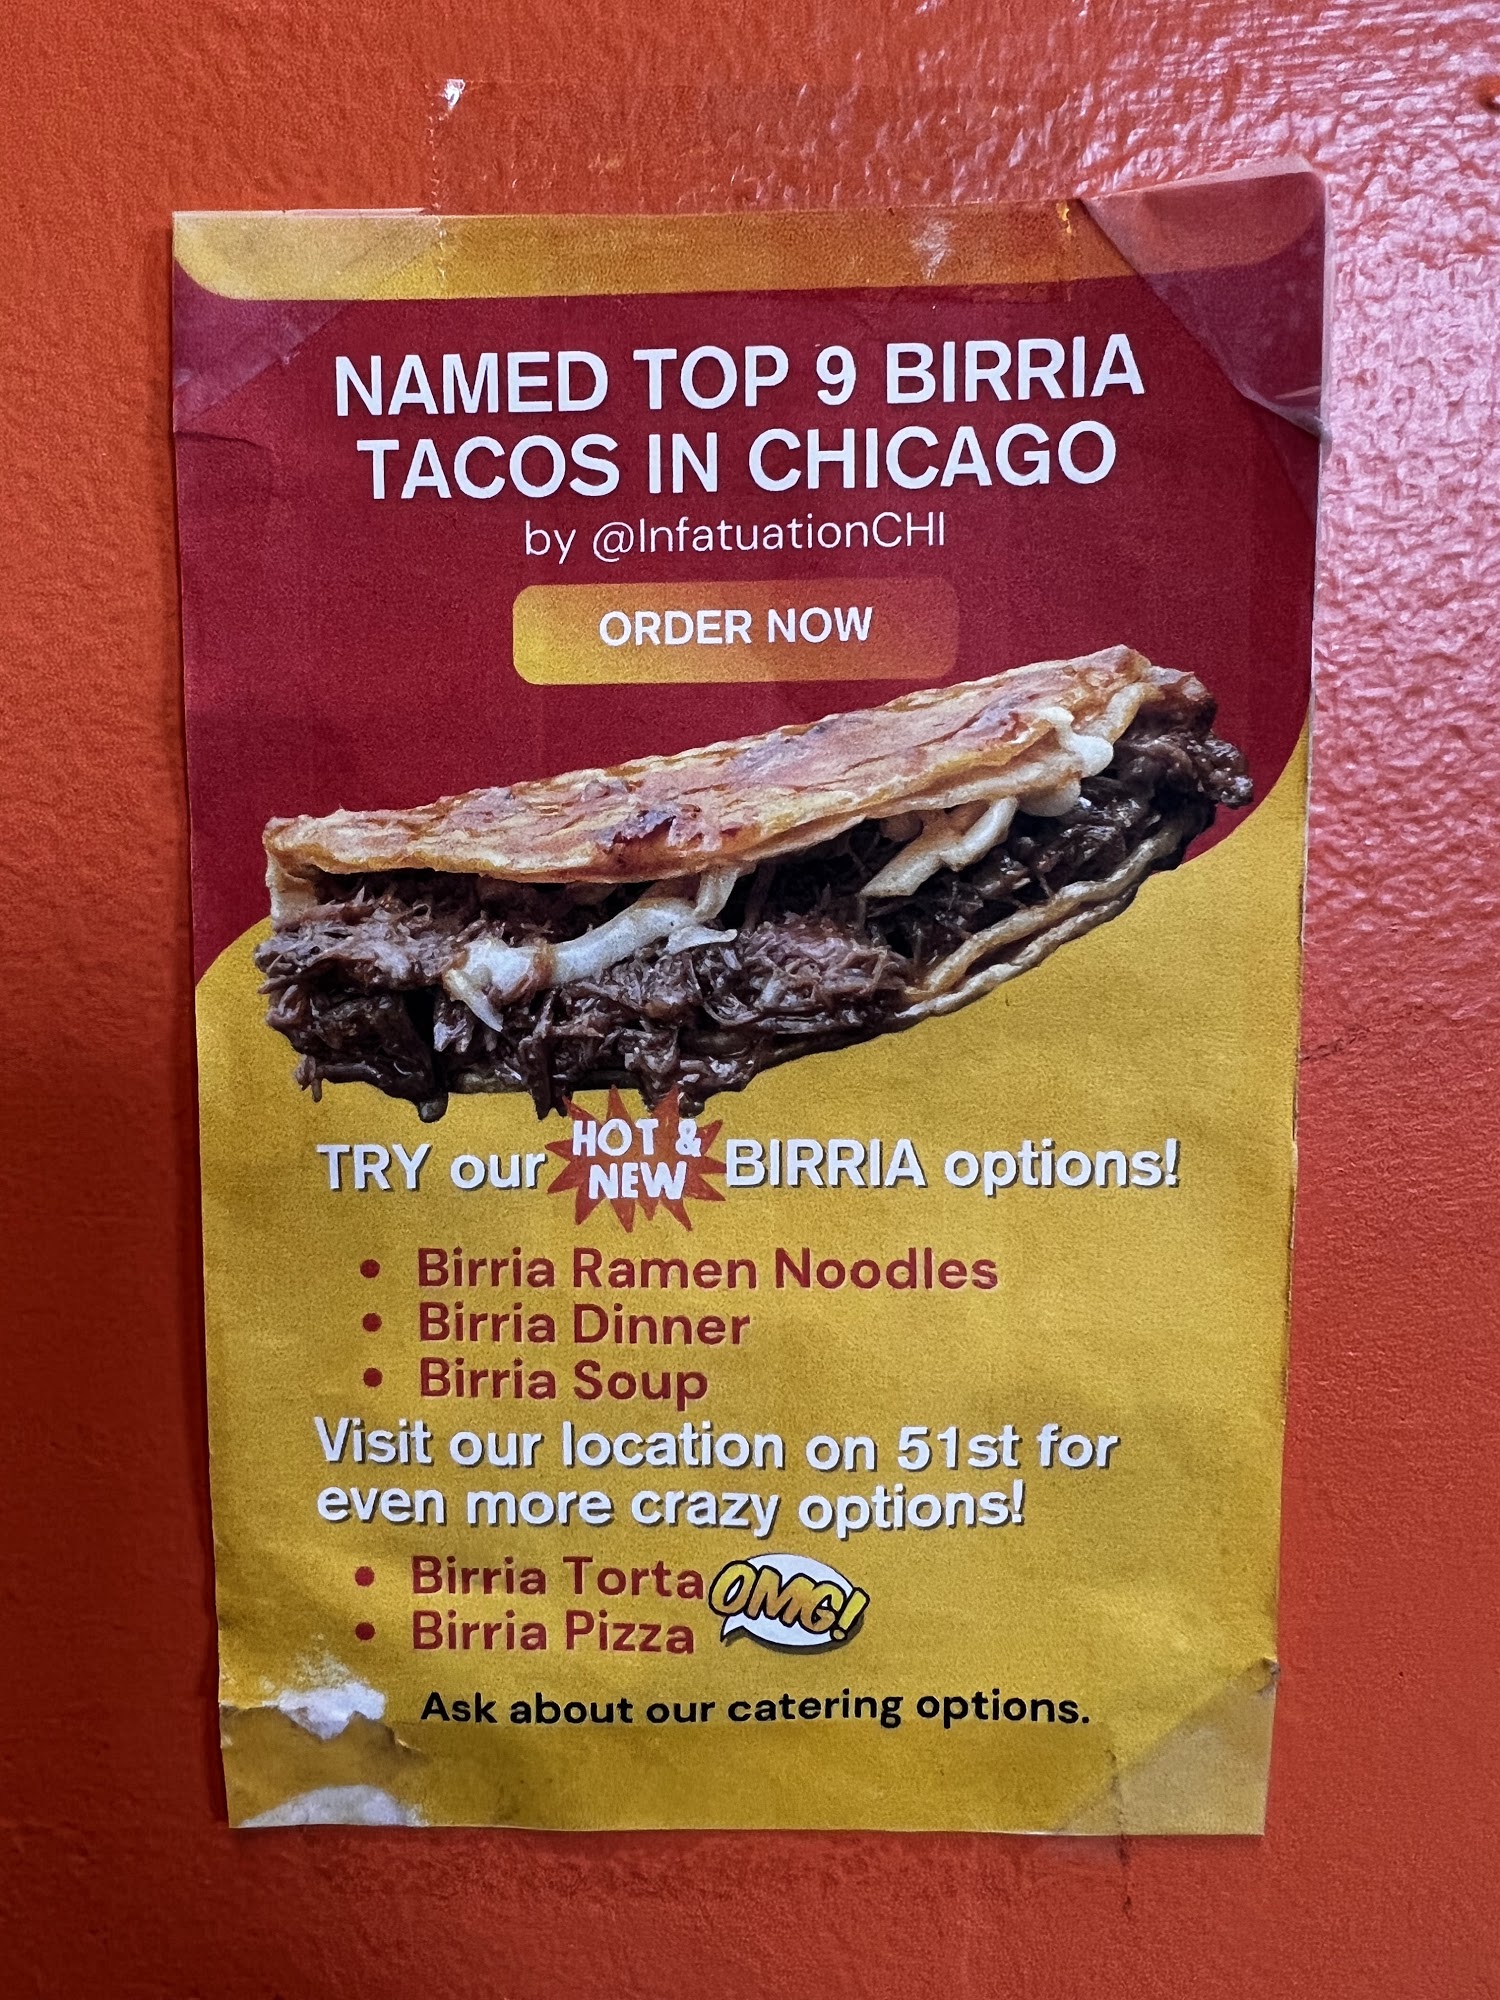 NAMED TOP 9 BIRRIA
TACOS IN CHICAGO
by @InfatuationCHI
ORDER NOW
TRY our HOT & NEW BIRRIA options!
• Birria Ramen Noodles
• Birria Dinner
• Birria Soup
Visit our location on 51st for
even more crazy options!
• Birria Torta OMG!
• Birria Pizza
Ask about our catering options.